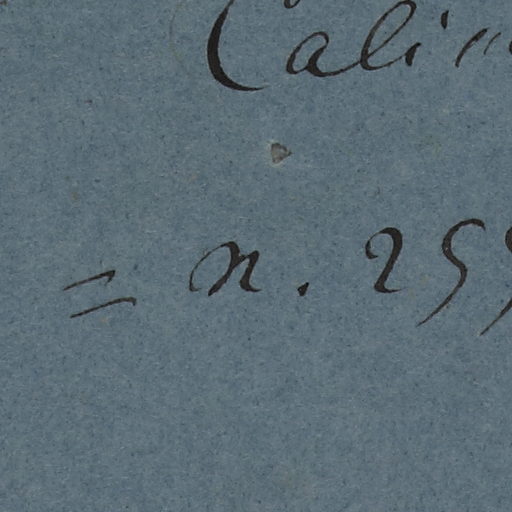 Cali
= n. 25